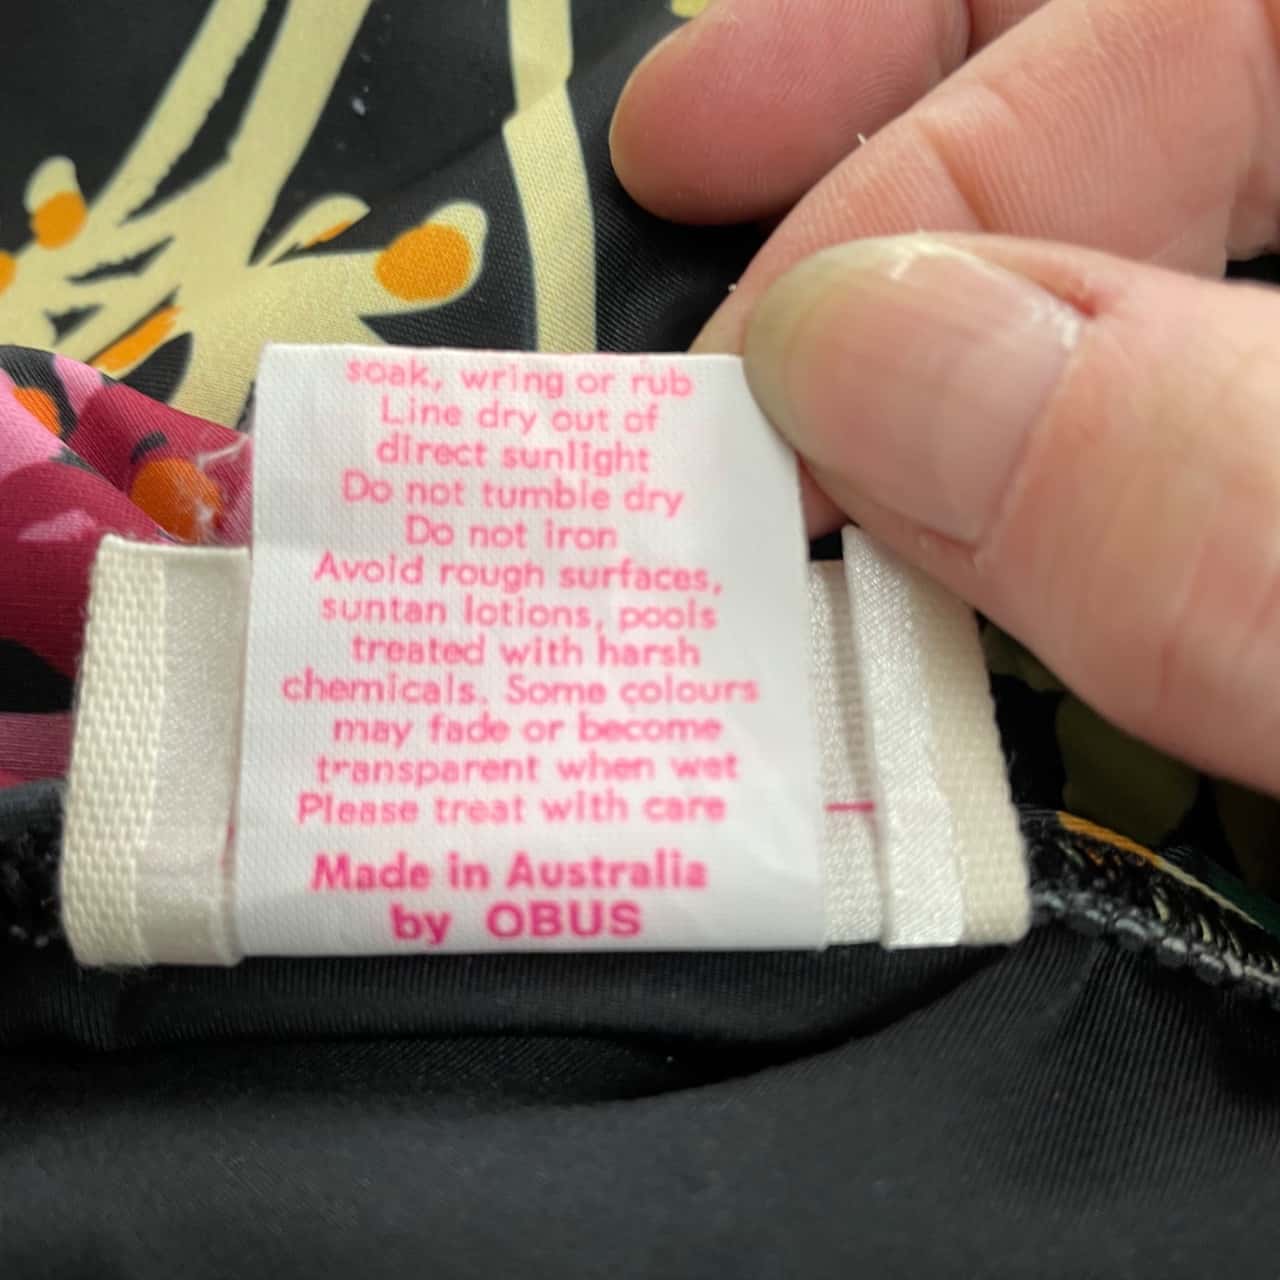 soak, wring or rub
Line dry out of
direct sunlight
Do not tumble dry
Do not iron
Avoid rough surfaces,
suntan lotions, pools
treated with harsh
chemicals. Some colours
may fade or become
transparent when wet
Please treat with care
Made in Australia
by OBUS